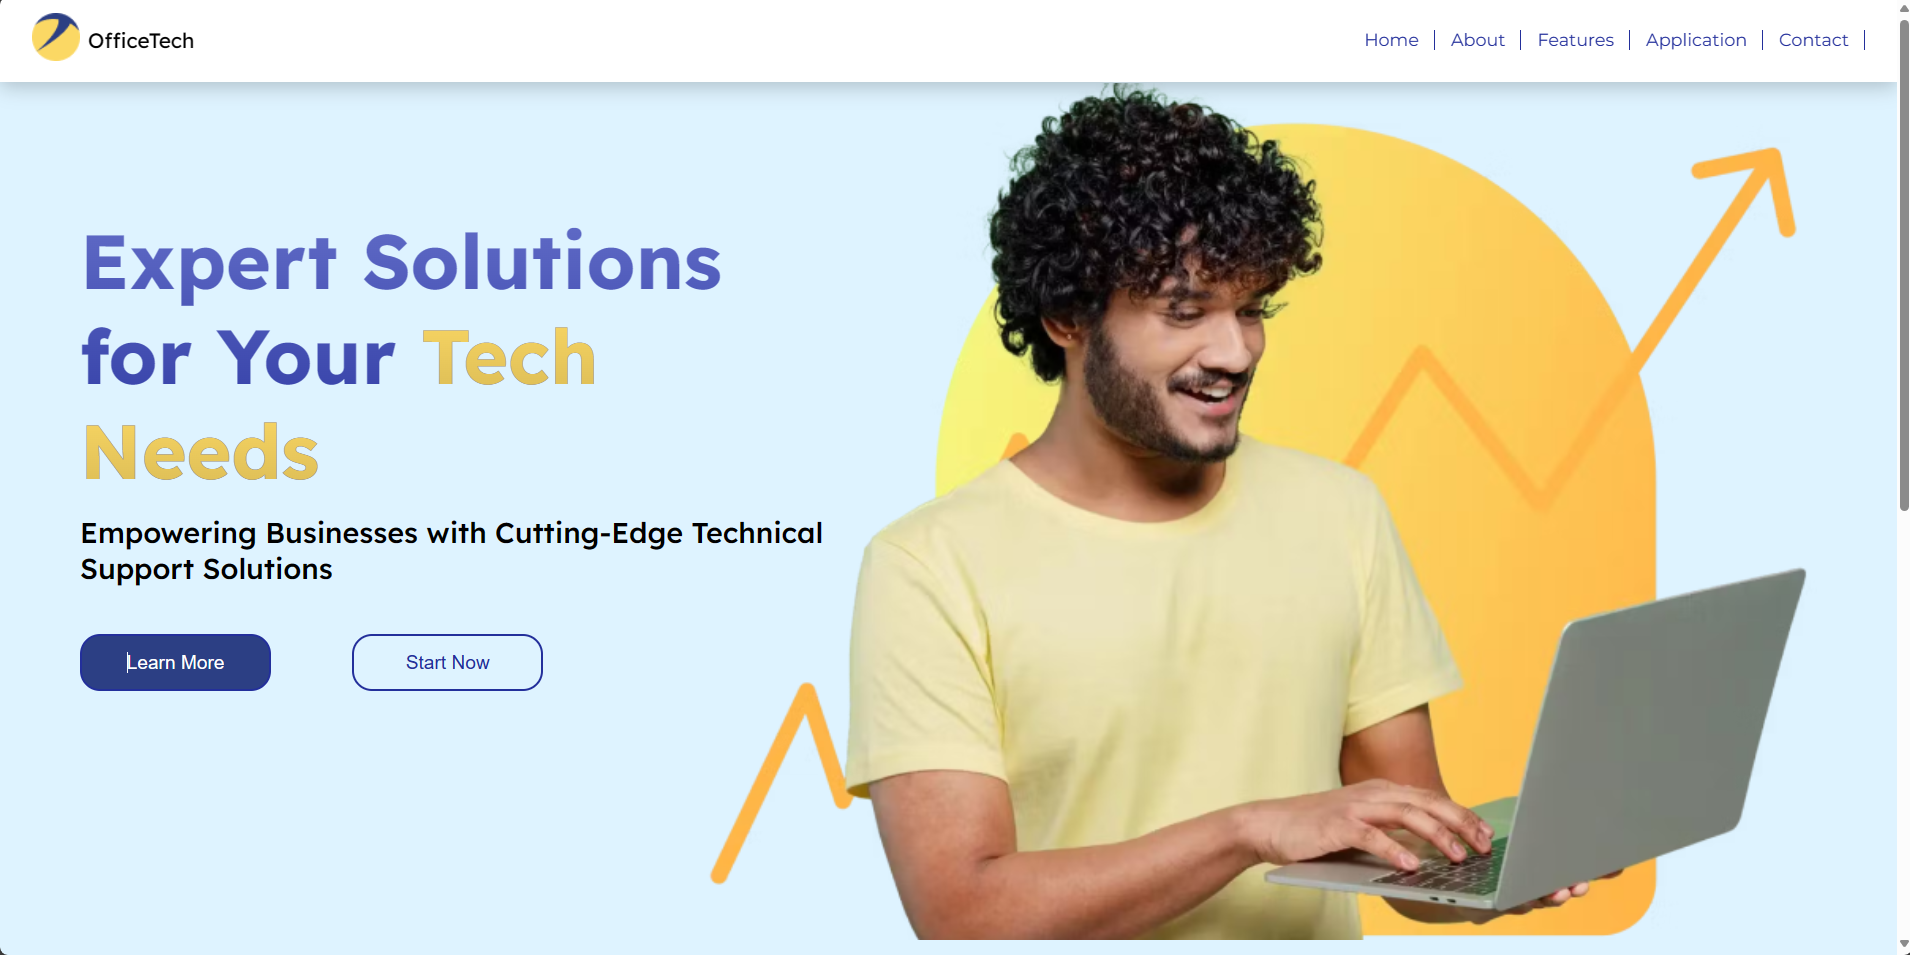 OfficeTech
Home About Features Application Contact
Expert Solutions
for Your Tech
Needs
Empowering Businesses with Cutting-Edge Technical
Support Solutions
Learn More
Start Now